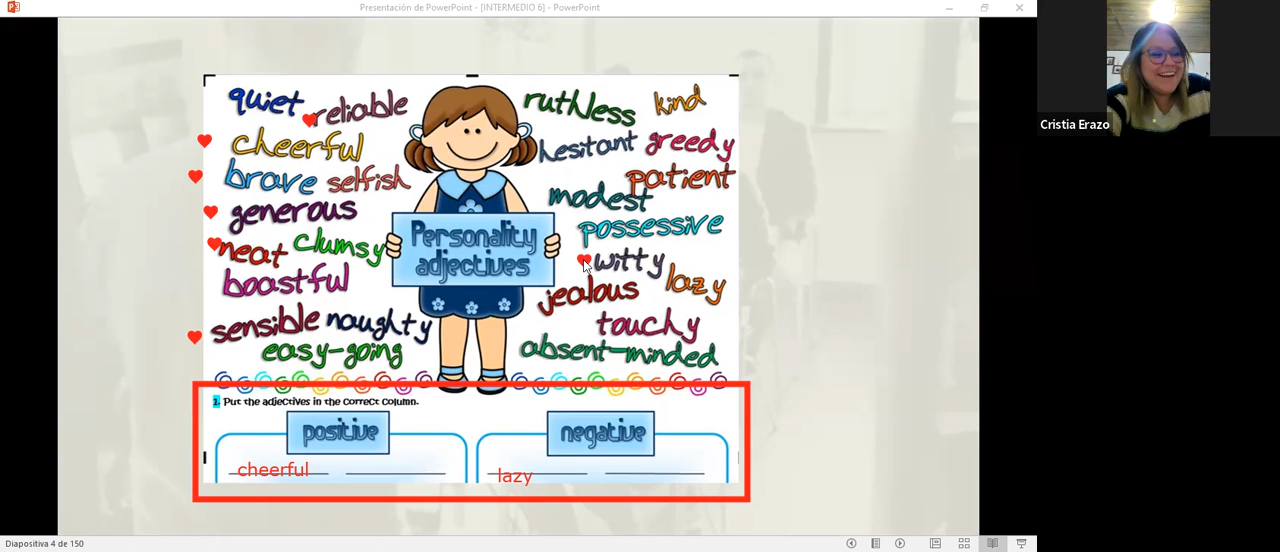 Presentación de PowerPoint - [INTERMEDIO 6] - PowerPoint
Cristia Erazo
quiet reliable
cheerful
brave selfish
generous
neat clumsy
boastful
sensible naughty
easy-going
Personality
adjectives
ruthless kind
hesitant greedy
patient
modest
possessive
witty
lazy
jealous
touchy
absent-minded
1. Put the adjectives in the correct column.
positive negative
cheerful lazy
Diapositiva 4 de 150